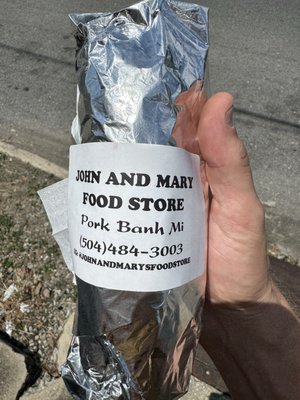 JOHN AND MARY
FOOD STORE
Pork Banh Mi
(504)484-3003
@JOHNANDMARYSFOODSTORE